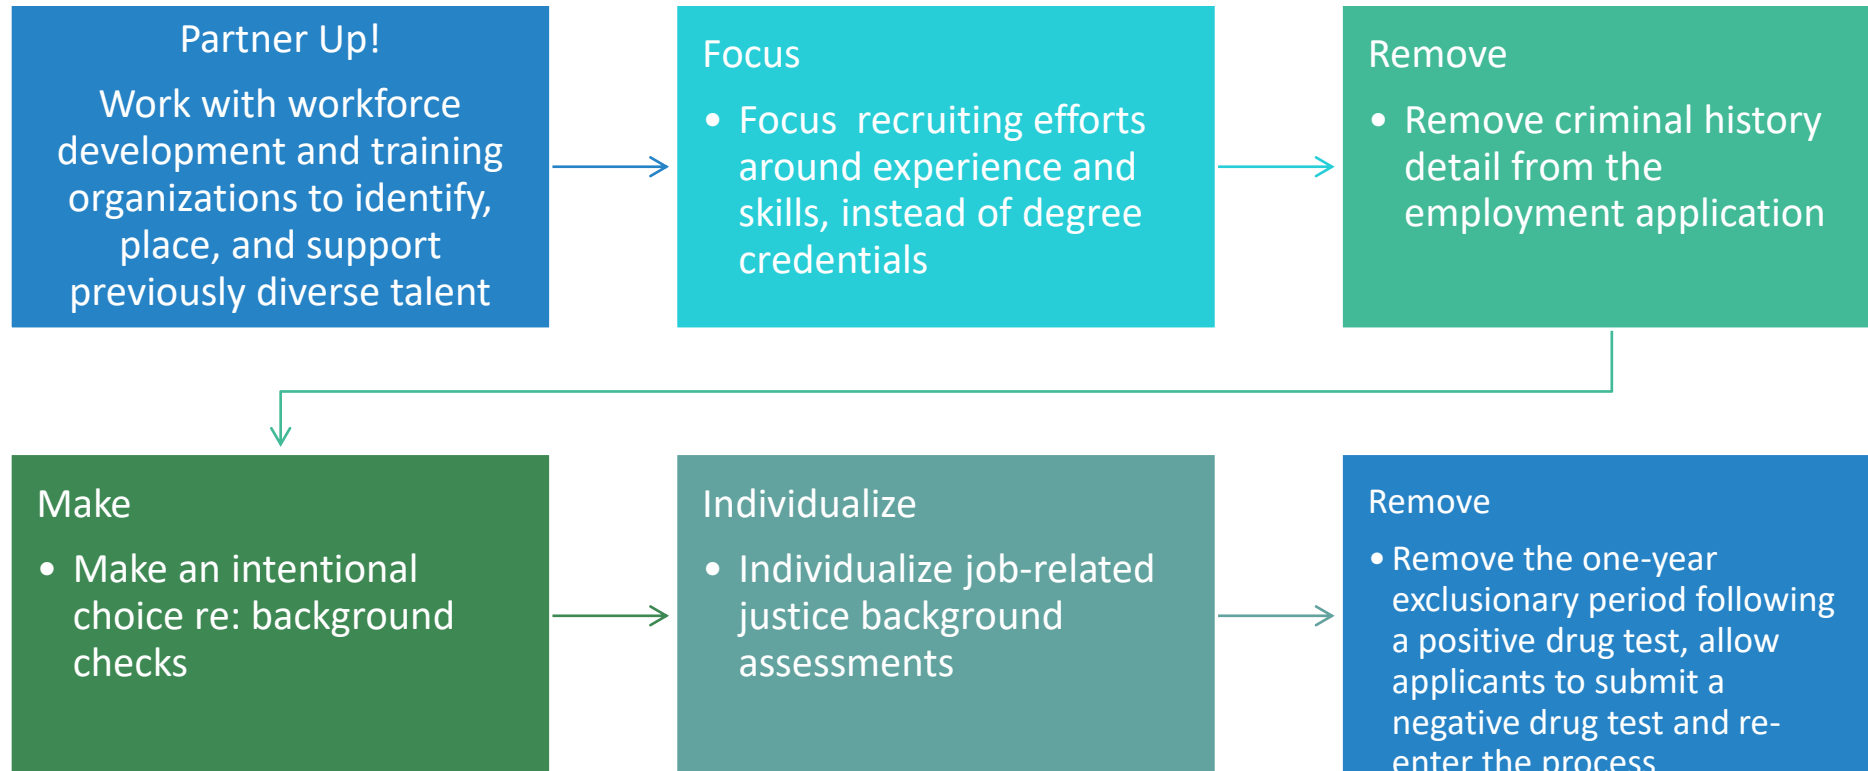 Partner Up!
Work with workforce
development and training
organizations to identify,
place, and support
previously diverse talent
Focus
• Focus  recruiting efforts
around experience and
skills, instead of degree
credentials
Remove
• Remove criminal history
detail from the
employment application
Make
• Make an intentional
choice re: background
checks
Individualize
• Individualize job-related
justice background
assessments
Remove
• Remove the one-year
exclusionary period following
a positive drug test, allow
applicants to submit a
negative drug test and re-
enter the process